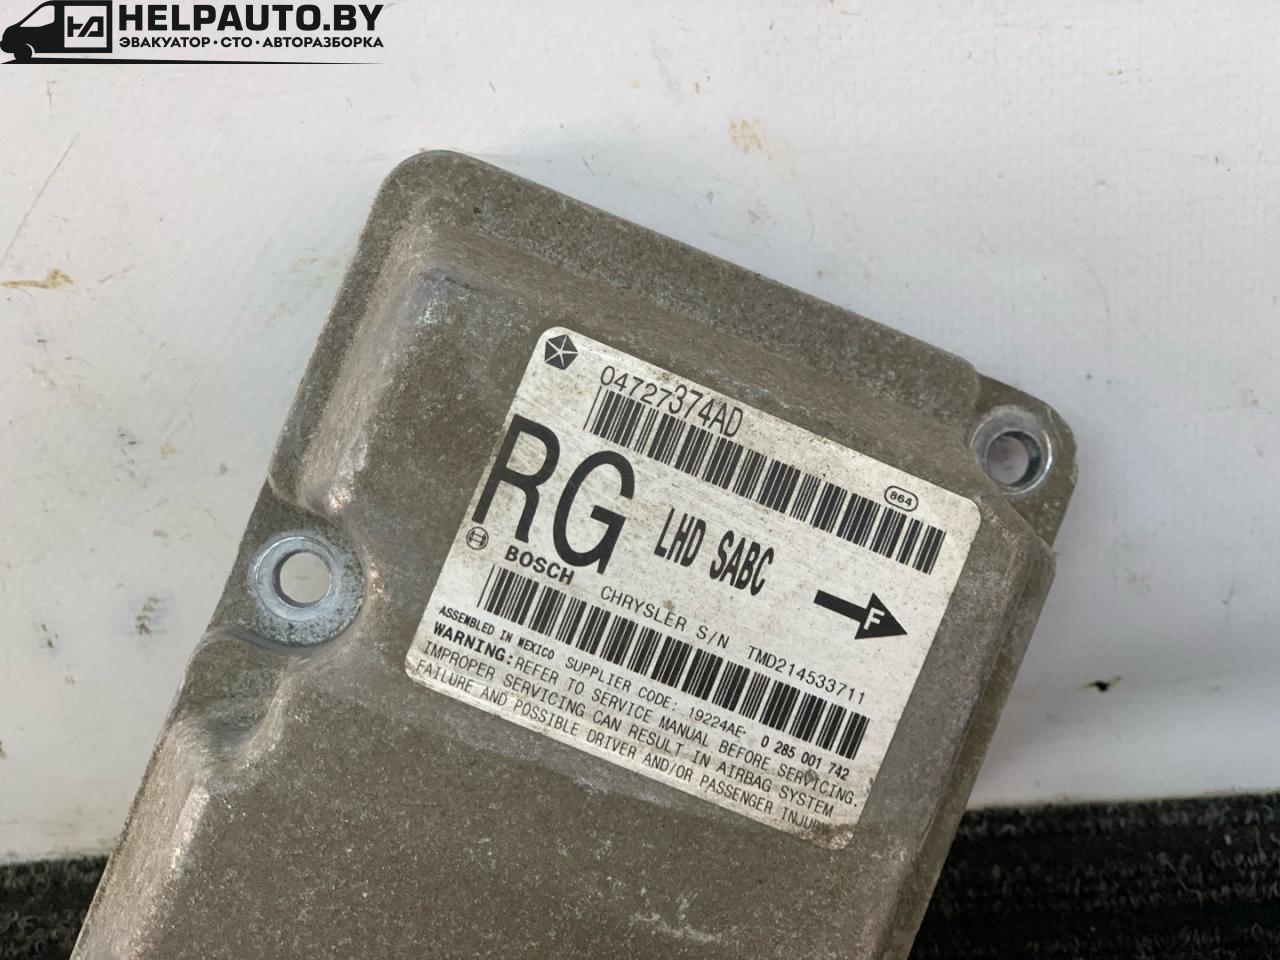 HELPAUTO.BY
ЭВАКУАТОР • СТО • АВТОРАЗБОРКА
04727374AD
864
RG LHD SABC
F
BOSCH CHRYSLER S/N TMD214533711
ASSEMBLED IN MEXICO SUPPLIER CODE: 19224AE- 0 285 001 742
WARNING: REFER TO SERVICE MANUAL BEFORE SERVICING.
IMPROPER SERVICING CAN RESULT IN AIRBAG SYSTEM
FAILURE AND POSSIBLE DRIVER AND/OR PASSENGER INJURY